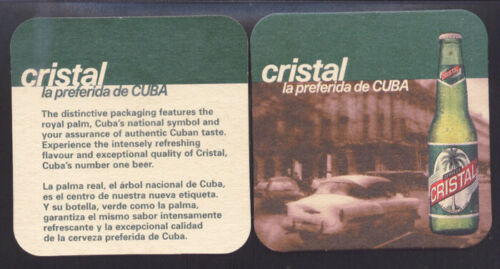 cristal
la preferida de CUBA
The distinctive packaging features the
royal palm, Cuba's national symbol and
your assurance of authentic Cuban taste.
Experience the intensely refreshing
flavour and exceptional quality of Cristal,
Cuba's number one beer.
La palma real, el árbol nacional de Cuba,
es el centro de nuestra nueva etiqueta.
Y su botella, verde como la palma,
garantiza el mismo sabor intensamente
refrescante y la excepcional calidad
de la cerveza preferida de Cuba.
cristal
la preferida de CUBA
CRISTAL
CRISTAL